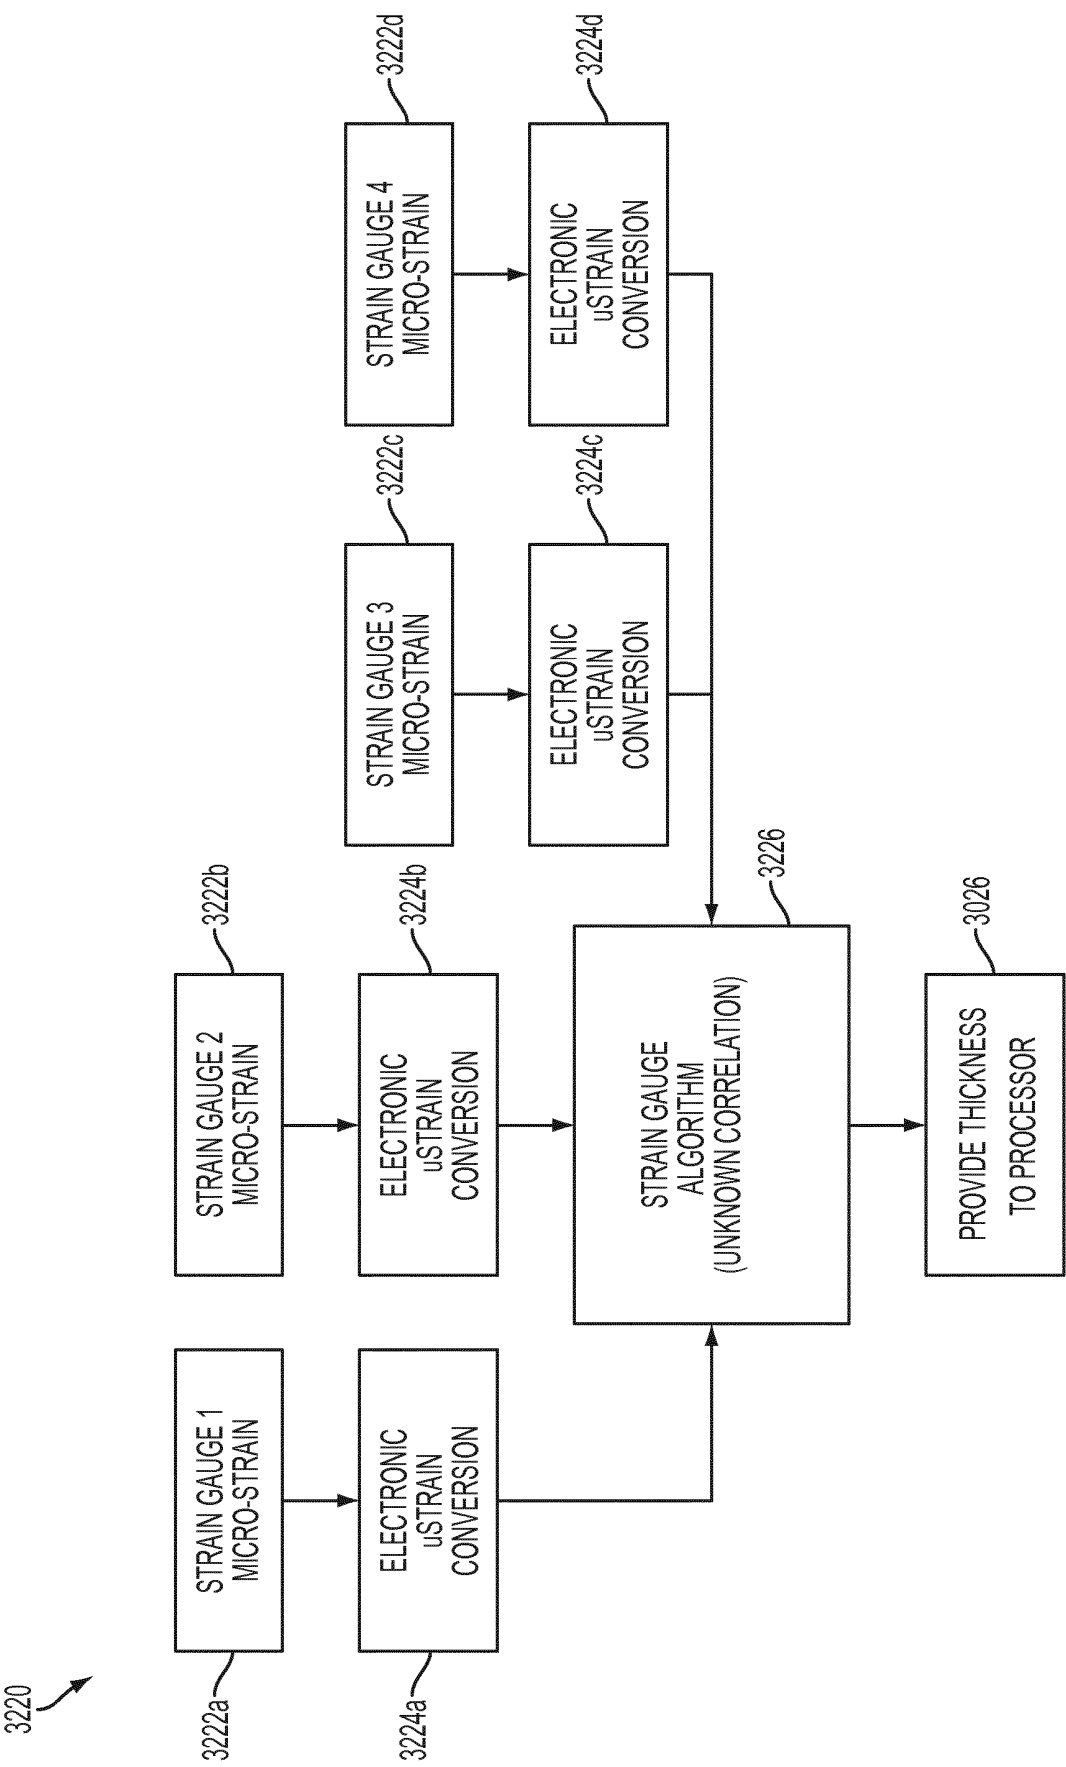 3220
3222a
STRAIN GAUGE 1
MICRO-STRAIN
3224a
ELECTRONIC
uSTRAIN
CONVERSION
3222b
STRAIN GAUGE 2
MICRO-STRAIN
3224b
ELECTRONIC
uSTRAIN
CONVERSION
3222c
STRAIN GAUGE 3
MICRO-STRAIN
3224c
ELECTRONIC
uSTRAIN
CONVERSION
3222d
STRAIN GAUGE 4
MICRO-STRAIN
3224d
ELECTRONIC
uSTRAIN
CONVERSION
3226
STRAIN GAUGE
ALGORITHM
(UNKNOWN CORRELATION)
3026
PROVIDE THICKNESS
TO PROCESSOR